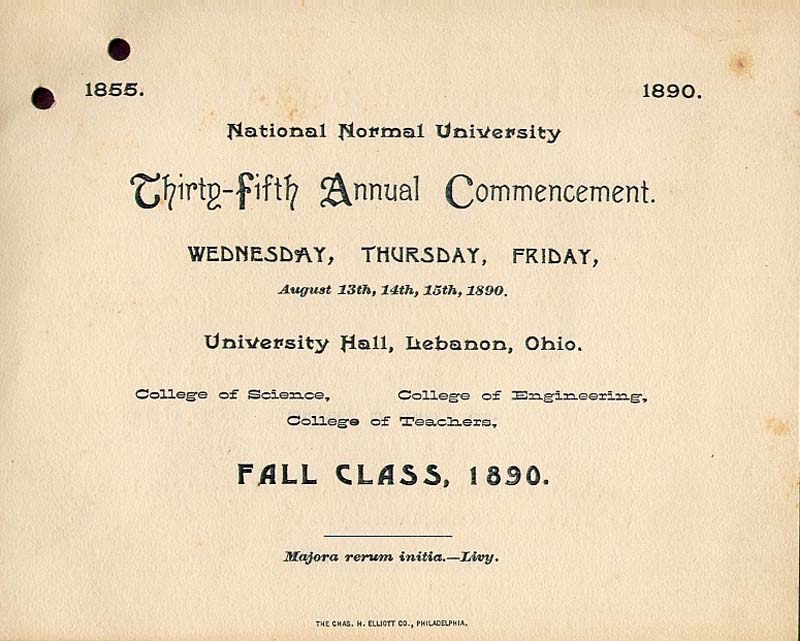 1855. 1890.
National Normal University
Thirty-Fifth Annual Commencement.
WEDNESDAY, THURSDAY, FRIDAY,
August 13th, 14th, 15th, 1890.
University Hall, Lebanon, Ohio.
College of Science, College of Engineering,
College of Teachers,
FALL CLASS, 1890.
Majora rerum initia.—Livy.
THE CHAS. H. ELLIOTT CO., PHILADELPHIA.